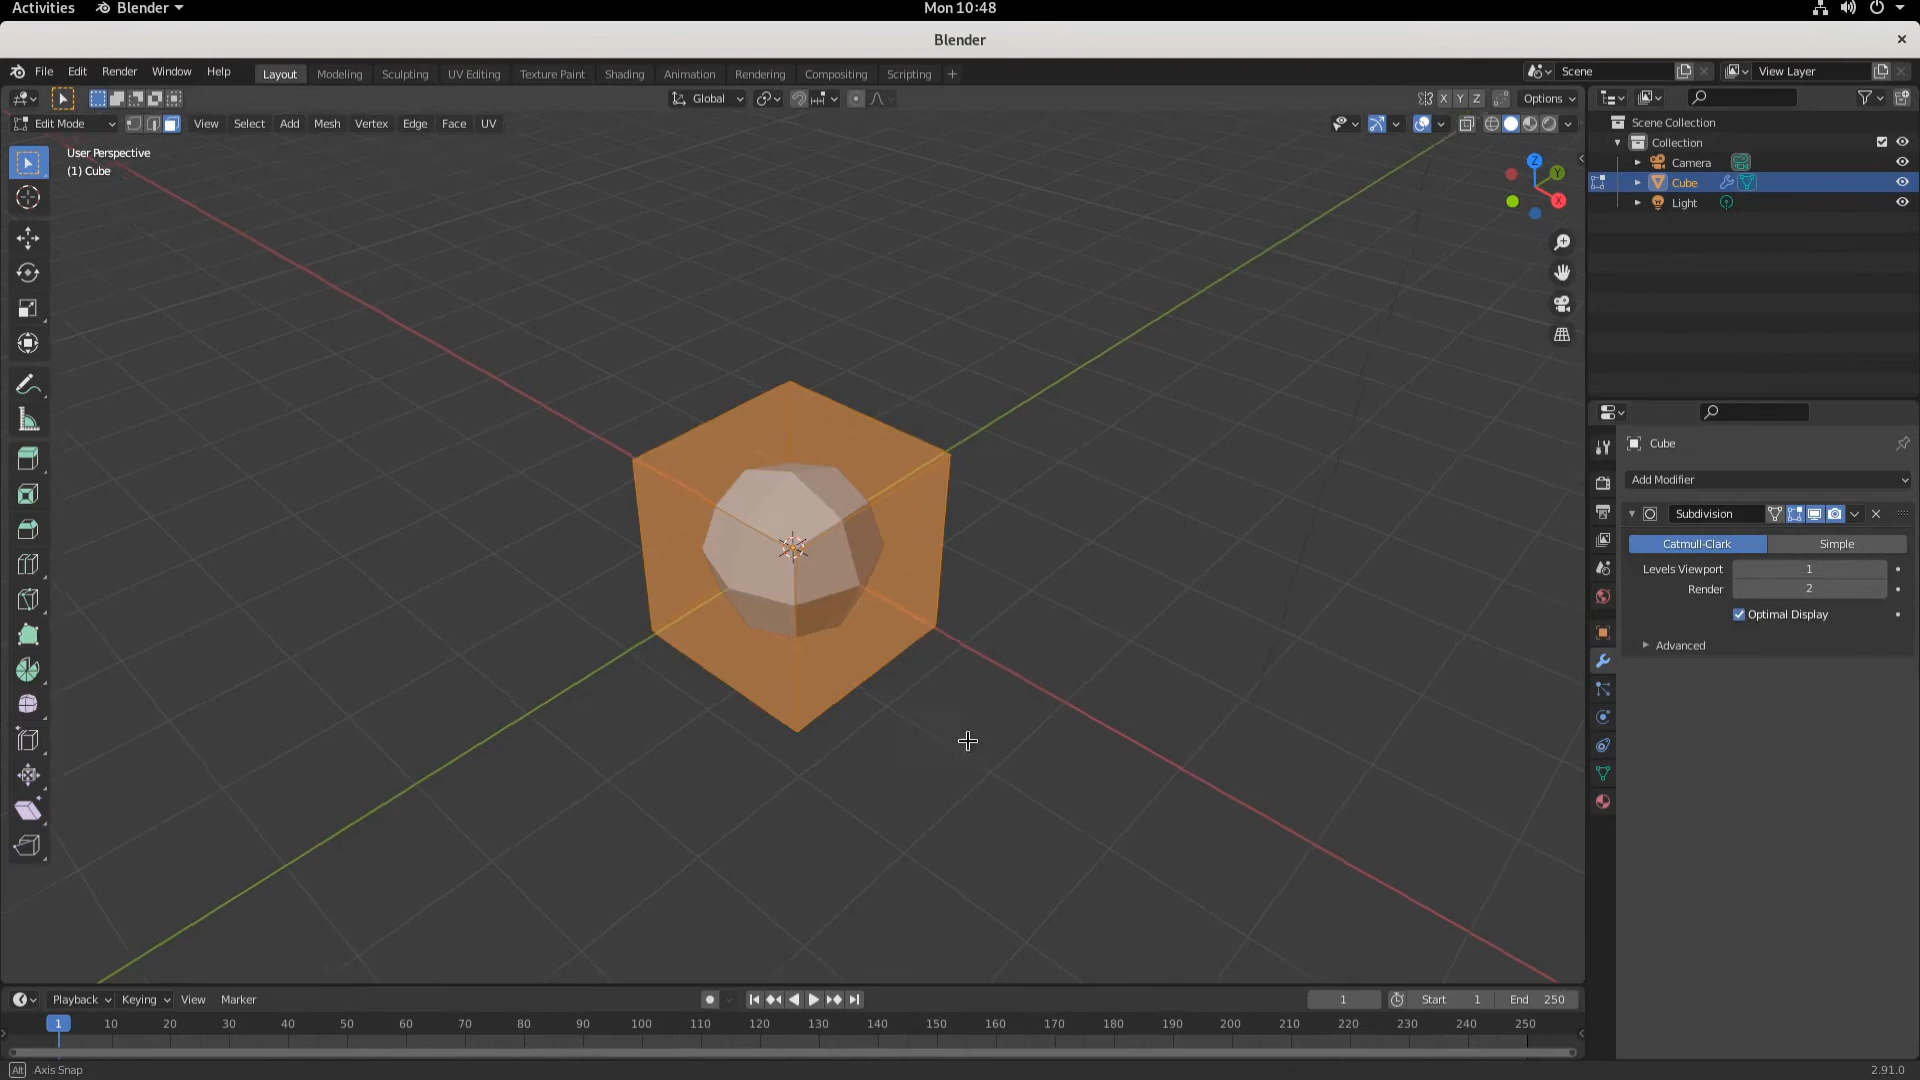 Activities Blender Mon 10:48
Blender
File Edit Render Window Help Layout Modeling Sculpting UV Editing Texture Paint Shading Animation Rendering Compositing Scripting + Scene View Layer
Global X Y Z Options
Edit Mode View Select Add Mesh Vertex Edge Face UV
User Perspective
(1) Cube
Z
Y
X
Scene Collection
Collection
Camera
Cube
Light
Cube
Add Modifier
Subdivision
Catmull-Clark Simple
Levels Viewport 1
Render 2
Optimal Display
Advanced
Playback Keying View Marker 1 Start 1 End 250
1 10 20 30 40 50 60 70 80 90 100 110 120 130 140 150 160 170 180 190 200 210 220 230 240 250
Alt Axis Snap 2.91.0